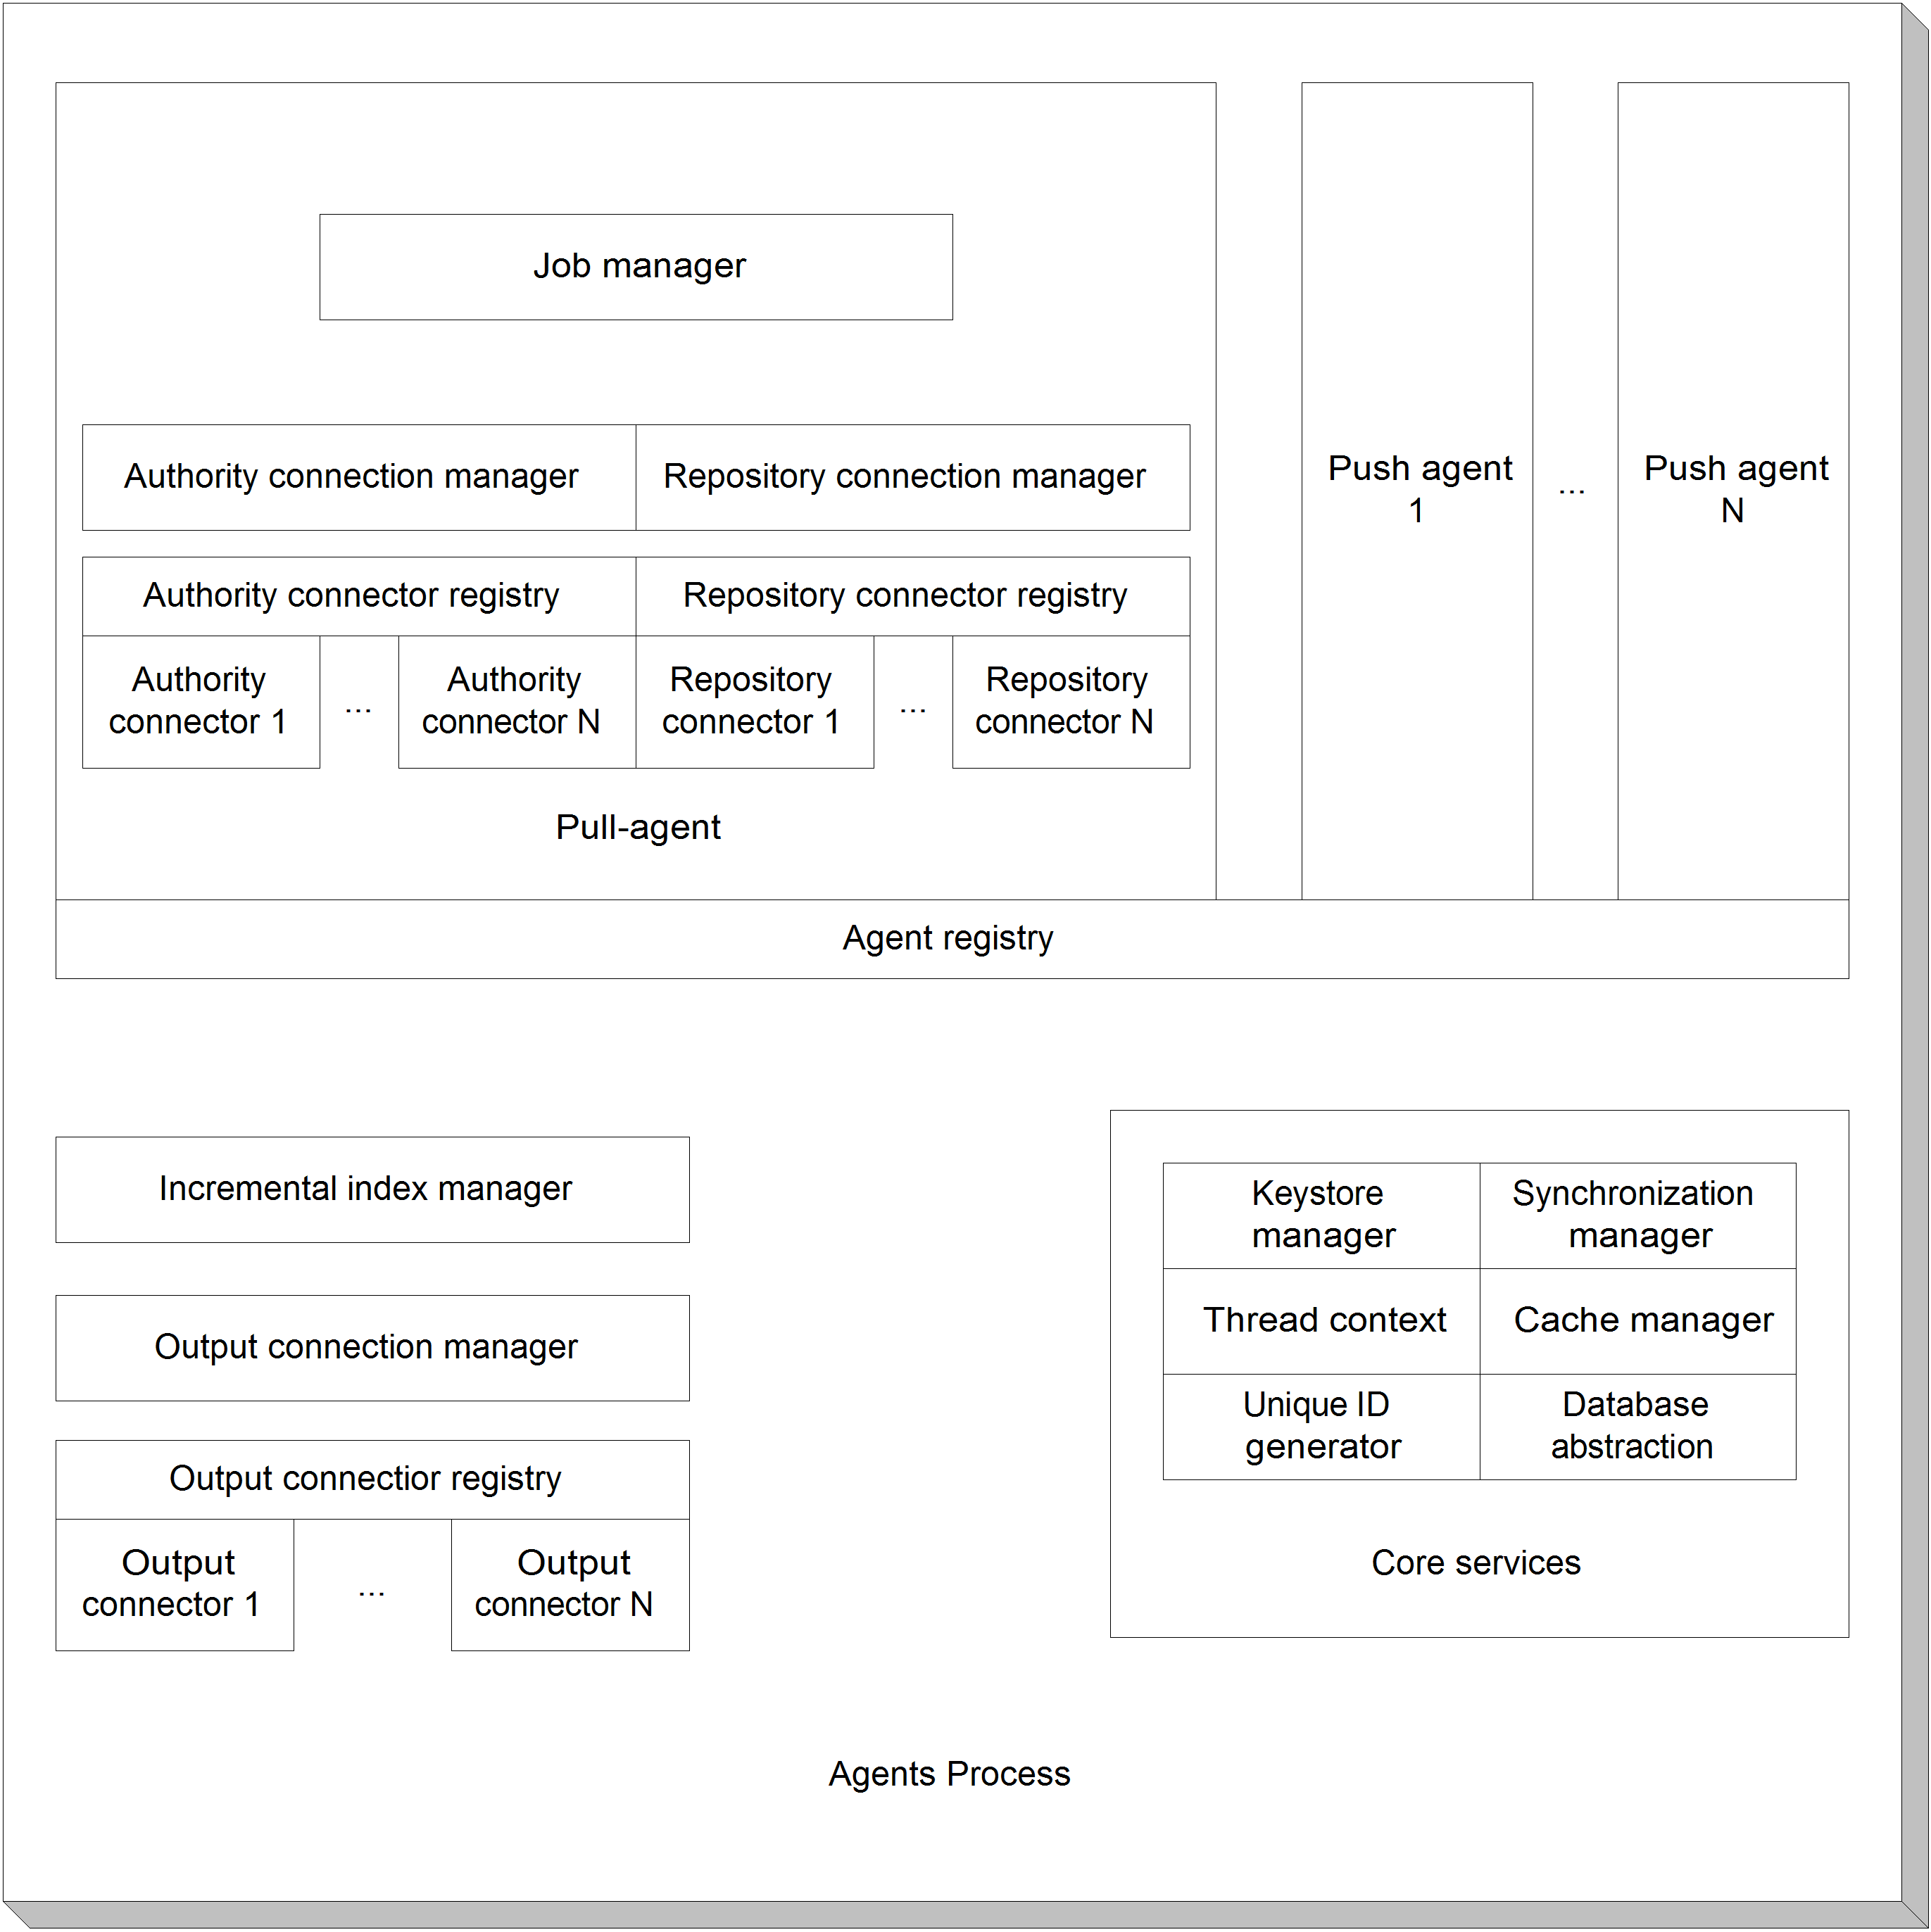 Job manager
Authority connection manager
Repository connection manager
Authority connector registry
Repository connector registry
Authority
connector 1
...
Authority
connector N
Repository
connector 1
...
Repository
connector N
Pull-agent
Push agent
1
...
Push agent
N
Agent registry
Incremental index manager
Output connection manager
Output connectior registry
Output
connector 1
...
Output
connector N
Keystore
manager
Synchronization
manager
Thread context
Cache manager
Unique ID
generator
Database
abstraction
Core services
Agents Process